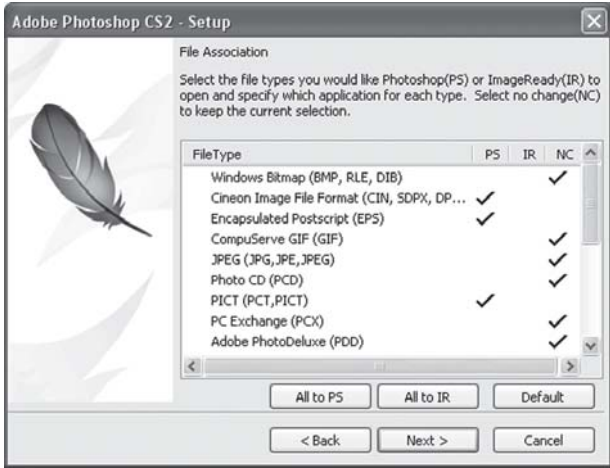 Adobe Photoshop CS2 - Setup
File Association
Select the file types you would like Photoshop(PS) or ImageReady(IR) to
open and specify which application for each type. Select no change(NC)
to keep the current selection.
FileType PS IR NC
Windows Bitmap (BMP, RLE, DIB)
Cineon Image File Format (CIN, SDPX, DP...
Encapsulated Postscript (EPS)
CompuServe GIF (GIF)
JPEG (JPG,JPE,JPEG)
Photo CD (PCD)
PICT (PCT,PICT)
PC Exchange (PCX)
Adobe PhotoDeluxe (PDD)
All to PS All to IR Default
< Back Next > Cancel